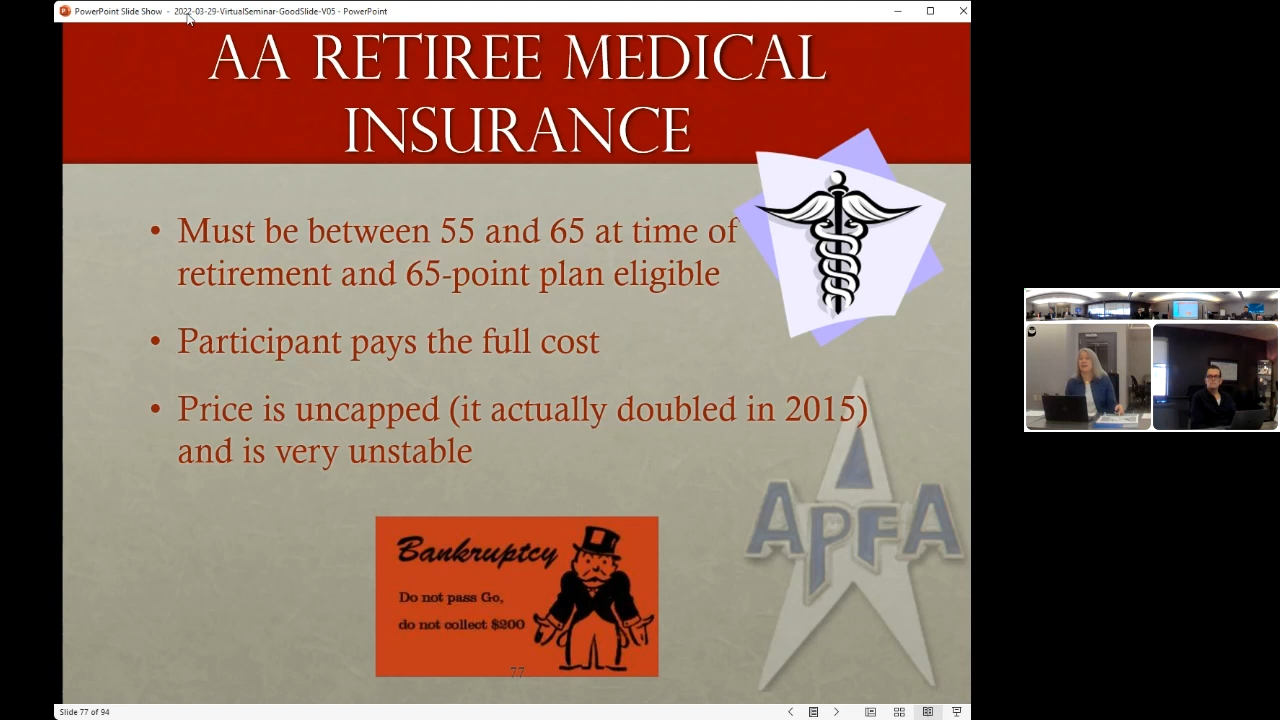 PowerPoint Slide Show - 2022-03-29-VirtualSeminar-GoodSlide-V05 - PowerPoint
AA RETIREE MEDICAL
INSURANCE
• Must be between 55 and 65 at time of
retirement and 65-point plan eligible
• Participant pays the full cost
• Price is uncapped (it actually doubled in 2015)
and is very unstable
APFA
Bankruptcy
Do not pass Go,
do not collect $200
77
Slide 77 of 94